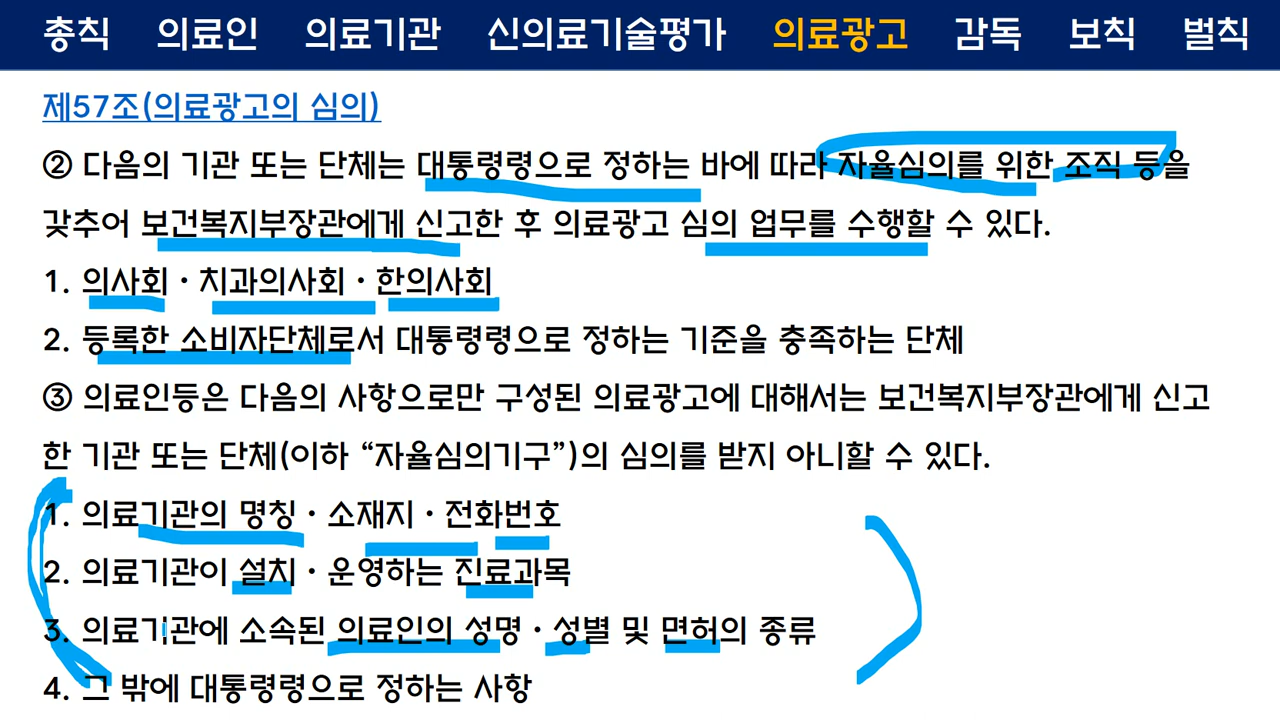 총칙 의료인 의료기관 신의료기술평가 의료광고 감독 보칙 벌칙
제57조(의료광고의 심의)
② 다음의 기관 또는 단체는 대통령령으로 정하는 바에 따라 자율심의를 위한 조직 등을
갖추어 보건복지부장관에게 신고한 후 의료광고 심의 업무를 수행할 수 있다.
1. 의사회·치과의사회·한의사회
2. 등록한 소비자단체로서 대통령령으로 정하는 기준을 충족하는 단체
③ 의료인등은 다음의 사항으로만 구성된 의료광고에 대해서는 보건복지부장관에게 신고
한 기관 또는 단체(이하 “자율심의기구”)의 심의를 받지 아니할 수 있다.
1. 의료기관의 명칭·소재지·전화번호
2. 의료기관이 설치·운영하는 진료과목
3. 의료기관에 소속된 의료인의 성명·성별 및 면허의 종류
4. 그 밖에 대통령령으로 정하는 사항